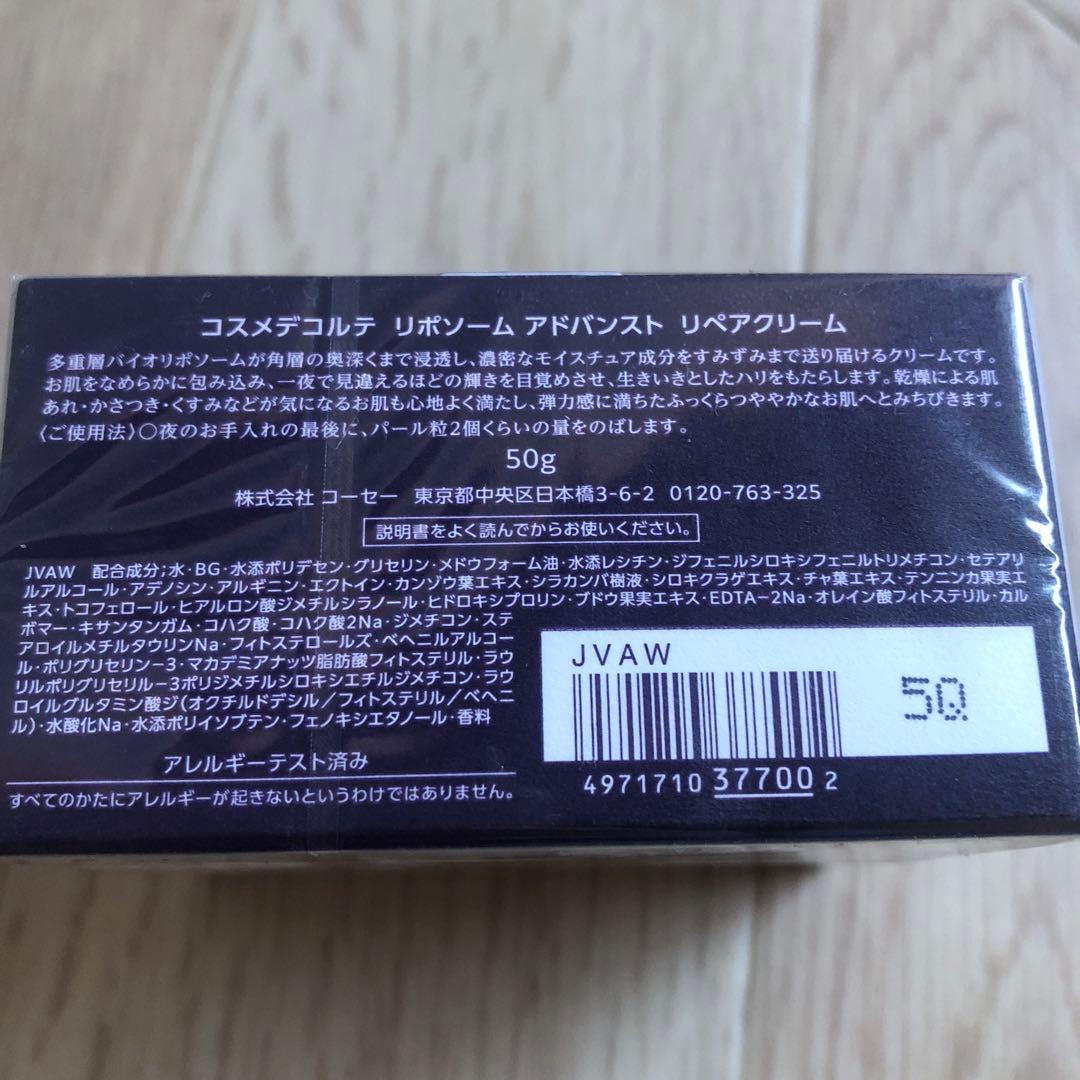 コスメデコルテ リポソーム アドバンスト リペアクリーム
多重層バイオリポソームが角層の奥深くまで浸透し、濃密なモイスチュア成分をすみずみまで送り届けるクリームです。
お肌をなめらかに包み込み、一夜で見違えるほどの輝きを目覚めさせ、生きいきとしたハリをもたらします。乾燥による肌
あれ・かさつき・くすみなどが気になるお肌も心地よく満たし、弾力感に満ちたふっくらつややかなお肌へとみちびきます。
〈ご使用法〉○夜のお手入れの最後に、パール粒2個くらいの量をのばします。
50g
株式会社 コーセー 東京都中央区日本橋3-6-2 0120-763-325
説明書をよく読んでからお使いください。
JVAW 配合成分;水・BG・水添ポリデセン・グリセリン・メドウフォーム油・水添レシチン・ジフェニルシロキシフェニルトリメチコン・セテアリ
ルアルコール・アデノシン・アルギニン・エクトイン・カンゾウ葉エキス・シラカンバ樹液・シロキクラゲエキス・チャ葉エキス・テンニンカ果実エ
キス・トコフェロール・ヒアルロン酸ジメチルシラノール・ヒドロキシプロリン・ブドウ果実エキス・EDTA-2Na・オレイン酸フィトステリル・カル
ボマー・キサンタンガム・コハク酸・コハク酸2Na・ジメチコン・ステ
アロイルメチルタウリンNa・フィトステロールズ・ベヘニルアルコー
ル・ポリグリセリン-3・マカデミアナッツ脂肪酸フィトステリル・ラウ
リルポリグリセリル-3ポリジメチルシロキシエチルジメチコン・ラウ
ロイルグルタミン酸ジ(オクチルドデシル/フィトステリル/ベヘニ
ル)・水酸化Na・水添ポリイソブテン・フェノキシエタノール・香料
アレルギーテスト済み
すべてのかたにアレルギーが起きないというわけではありません。
JVAW
5Q
4971710 37700 2